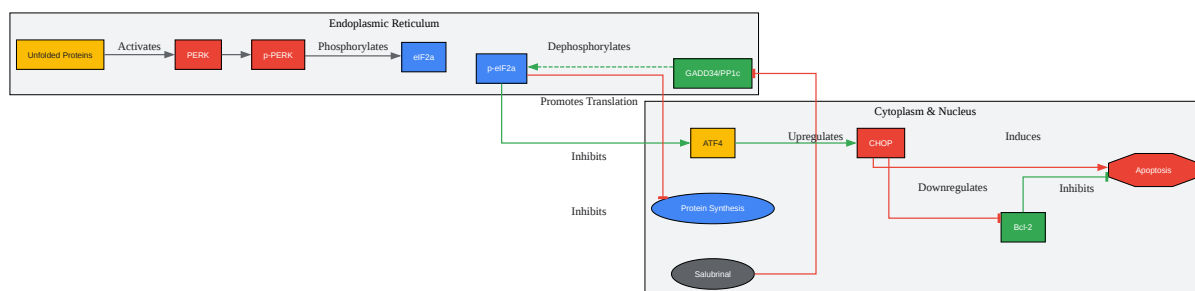 Endoplasmic Reticulum
Unfolded Proteins
Activates
PERK
p-PERK
Phosphorylates
eIF2a
p-eIF2a
Dephosphorylates
GADD34/PP1c
Promotes Translation
Cytoplasm & Nucleus
ATF4
Upregulates
CHOP
Induces
Inhibits
Apoptosis
Downregulates
Inhibits
Inhibits
Protein Synthesis
Bcl-2
Salubrinal